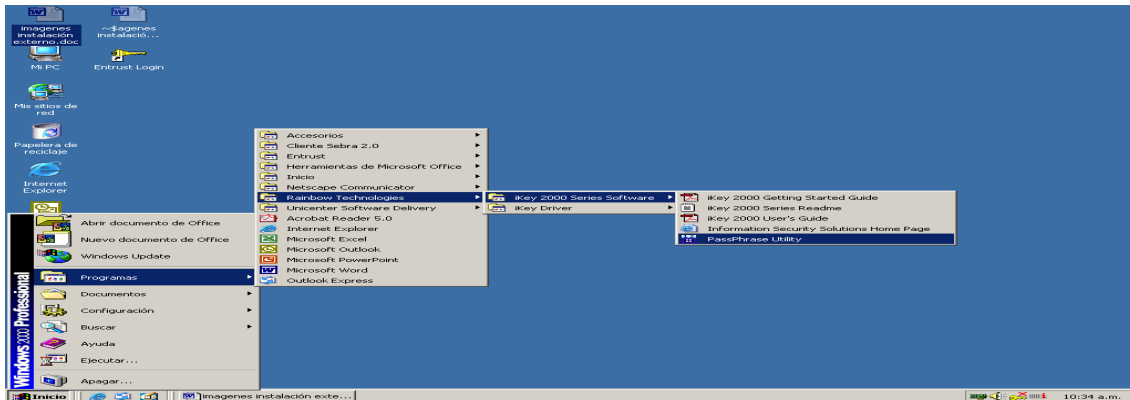 imagenes
instalación
externo.doc
~$agenes
instalació...
Mi PC
Entrust Login
Mis sitios de
red
Papelera de
reciclaje
Internet
Explorer
Abrir documento de Office
Nuevo documento de Office
Windows Update
Programas
Documentos
Configuración
Buscar
Ayuda
Ejecutar...
Apagar...
Windows 2000 Professional
Accesorios
Cliente Sebra 2.0
Entrust
Herramientas de Microsoft Office
Inicio
Netscape Communicator
Rainbow Technologies
Unicenter Software Delivery
Acrobat Reader 5.0
Internet Explorer
Microsoft Excel
Microsoft Outlook
Microsoft PowerPoint
Microsoft Word
Outlook Express
iKey 2000 Series Software
iKey Driver
iKey 2000 Getting Started Guide
iKey 2000 Series Readme
iKey 2000 User's Guide
Information Security Solutions Home Page
PassPhrase Utility
Inicio
imagenes instalación exte...
10:34 a.m.